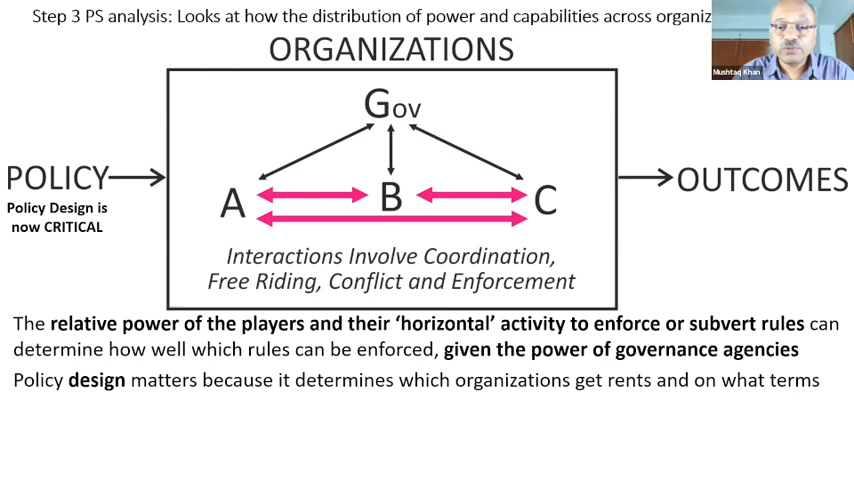 Step 3 PS analysis: Looks at how the distribution of power and capabilities across
Mushtaq Khan
ORGANIZATIONS
Gov
POLICY
OUTCOMES
A
B
C
Policy Design is
now CRITICAL
Interactions Involve Coordination,
Free Riding, Conflict and Enforcement
The relative power of the players and their ‘horizontal’ activity to enforce or subvert rules can
determine how well which rules can be enforced, given the power of governance agencies
Policy design matters because it determines which organizations get rents and on what terms